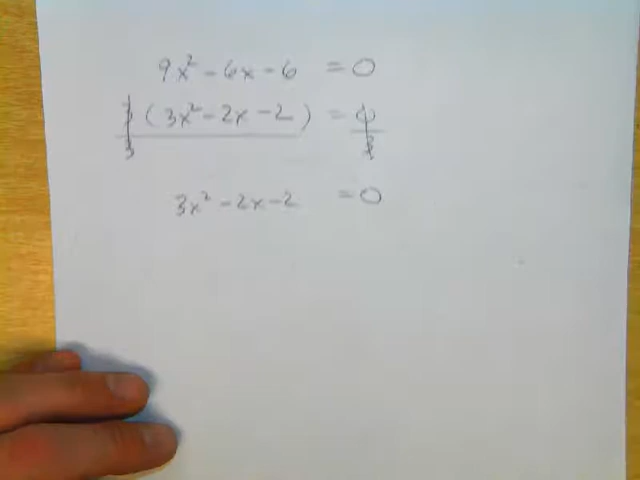 9x² - 6x - 6 = 0
3 (3x² - 2x - 2) = 0
3 3
3x² - 2x - 2 = 0